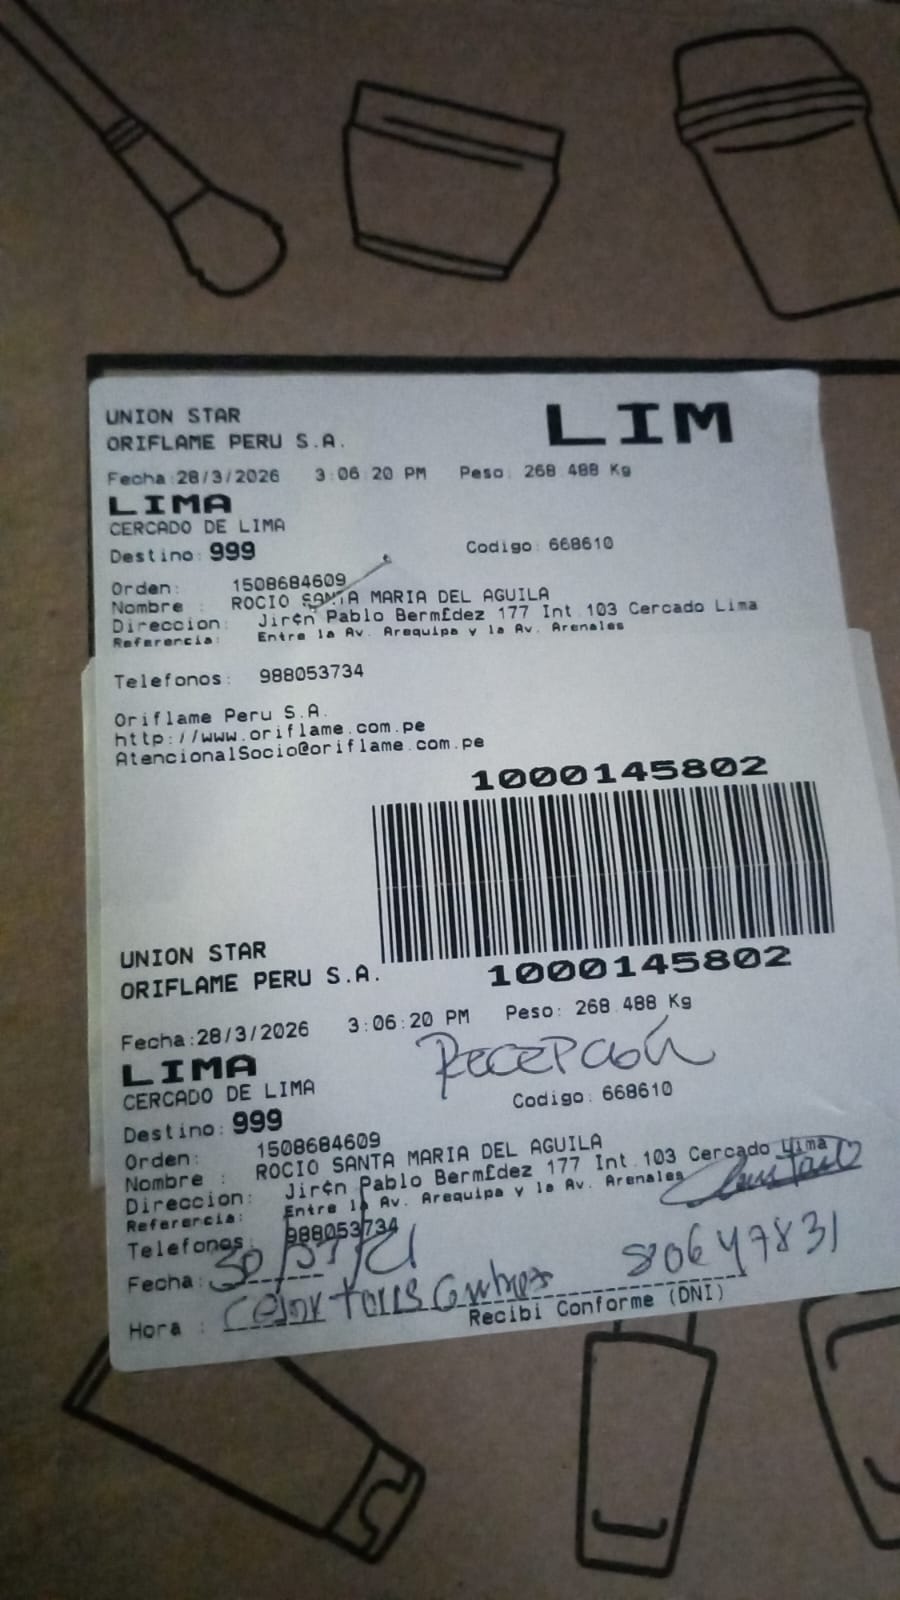 UNION STAR
ORIFLAME PERU S.A.
LIM
Fecha:28/3/2026 3:06:20 PM Peso: 268.488 Kg
LIMA
CERCADO DE LIMA
Destino: 999 Codigo: 668610
Orden: 1508684609
Nombre : ROCIO SANTA MARIA DEL AGUILA
Direccion: Jir¢n Pablo Berm£dez 177 Int.103 Cercado Lima
Referencia: Entre la Av. Arequipa y la Av. Arenales
Telefonos: 988053734
Oriflame Peru S.A.
http://www.oriflame.com.pe
AtencionalSocio@oriflame.com.pe
1000145802
1000145802
UNION STAR
ORIFLAME PERU S.A.
Fecha:28/3/2026 3:06:20 PM Peso: 268.488 Kg
LIMA
RECEPCIÓN
CERCADO DE LIMA
Codigo: 668610
Destino: 999
Orden: 1508684609
Nombre : ROCIO SANTA MARIA DEL AGUILA
Direccion: Jir¢n Pablo Berm£dez 177 Int.103 Cercado Lima
Referencia: Entre la Av. Arequipa y la Av. Arenales
Telefonos: 988053734
Fecha:
Hora : Torres
Recibi Conforme (DNI)